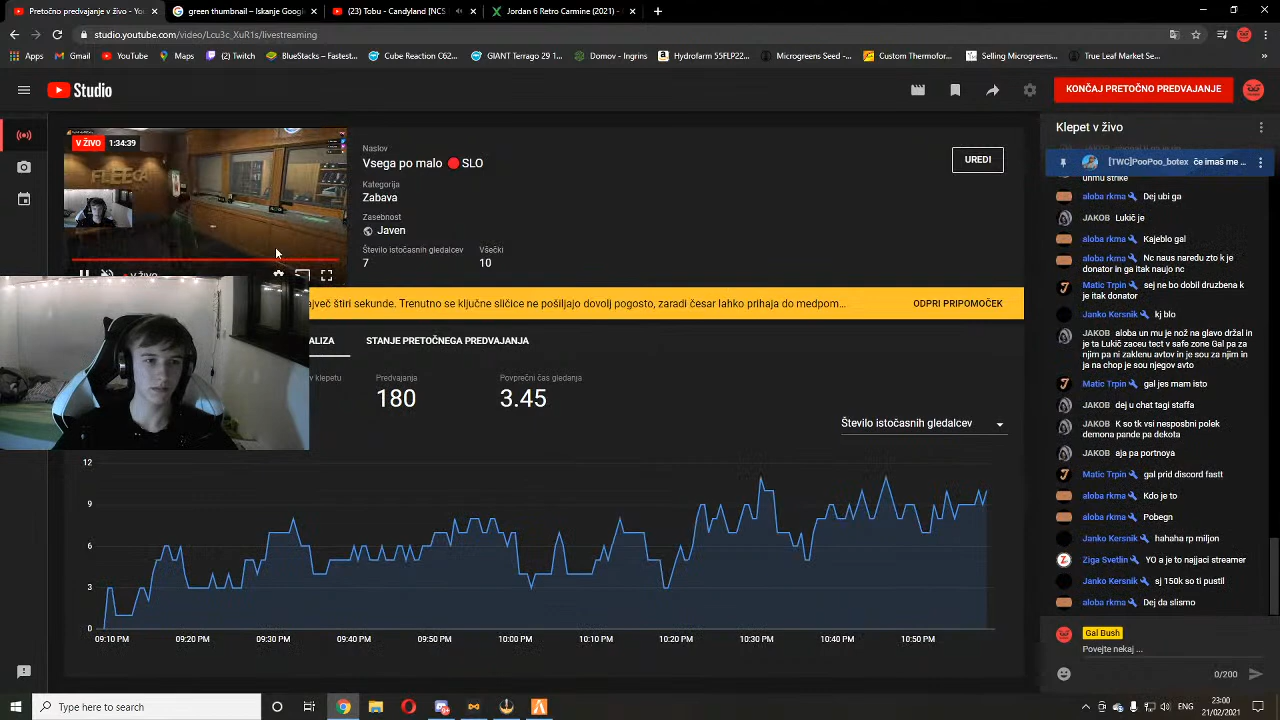 Pretočno predvajanje v živo - Yo
green thumbnail – Iskanje Googl
(23) Tobu - Candyland [NCS
Jordan 6 Retro Carmine (2021) -
studio.youtube.com/video/Lcu3c_XuR1s/livestreaming
Apps
Gmail
YouTube
Maps
(2) Twitch
BlueStacks – Fastest...
Cube Reaction C62...
GIANT Terrago 29 1...
Domov - Ingrins
Hydrofarm 55FLP22...
Microgreens Seed -...
Custom Thermofor...
Selling Microgreens...
True Leaf Market Se...
»
Studio
KONČAJ PRETOČNO PREDVAJANJE
V ŽIVO
1:34:39
FLEECA
V ŽIVO
Naslov
Vsega po malo 🔴 SLO
Kategorija
Zabava
Zasebnost
Javen
Število istočasnih gledalcev
7
Všečki
10
UREDI
ajveč štiri sekunde. Trenutno se ključne sličice ne pošiljajo dovolj pogosto, zaradi česar lahko prihaja do medpom...
ODPRI PRIPOMOČEK
ALIZA
STANJE PRETOČNEGA PREDVAJANJA
v klepetu
Predvajanja
180
Povprečni čas gledanja
3.45
Število istočasnih gledalcev
12
9
6
3
0
09:10 PM
09:20 PM
09:30 PM
09:40 PM
09:50 PM
10:00 PM
10:10 PM
10:20 PM
10:30 PM
10:40 PM
10:50 PM
Klepet v živo
[TWC]PooPoo_botex če imaš me ...
unmu strike
aloba rkma Dej ubi ga
JAKOB Lukič je
aloba rkma Kajeblo gal
aloba rkma Nc naus naredu zto k je
donator in ga itak naujo nc
Matic Trpin sej ne bo dobil druzbena k
je itak donator
Janko Kersnik kj blo
JAKOB aloba un mu je nož na glavo držal in
je ta Lukič zaceu tect v safe zone Gal pa za
njim pa ni zaklenu avtov in je sou za njim in
ja na chop je sou njegov avto
Matic Trpin gal jes mam isto
JAKOB dej u chat tagi staffa
JAKOB K so tk vsi nesposbni polek
demona pande pa dekota
JAKOB aja pa portnoya
Matic Trpin gal prid discord fastt
aloba rkma Kdo je to
aloba rkma Pobegn
Janko Kersnik hahaha rp miljon
Ziga Svetlin YO a je to najaci streamer
Janko Kersnik sj 150k so ti pustil
aloba rkma Dej da slismo
Gal Bush
Povejte nekaj ...
0/200
Type here to search
ENG
23:00
21/02/2021